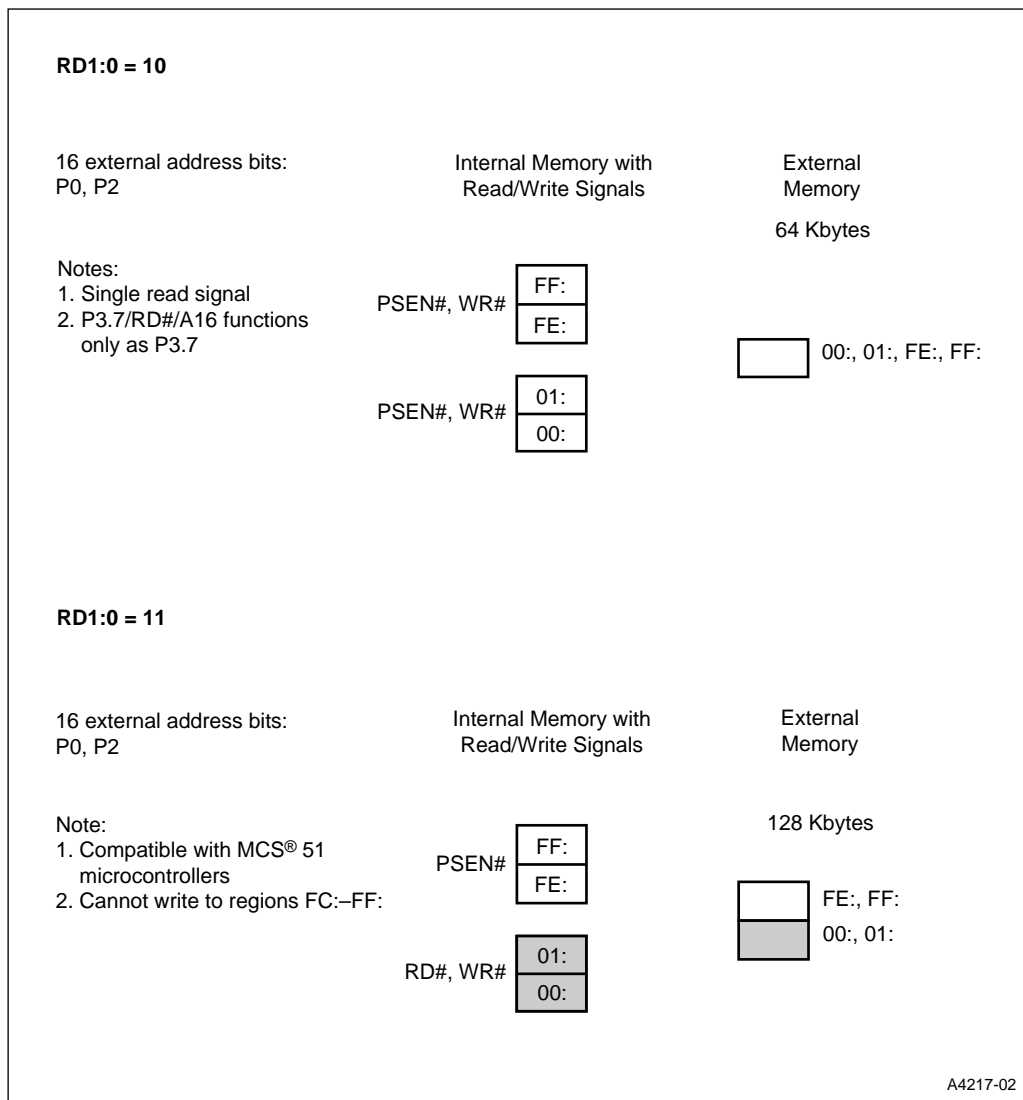 RD1:0 = 10
16 external address bits:
P0, P2
Internal Memory with
Read/Write Signals
External
Memory
64 Kbytes
Notes:
1. Single read signal
2. P3.7/RD#/A16 functions
only as P3.7
PSEN#, WR#
FF:
FE:
00:, 01:, FE:, FF:
PSEN#, WR#
01:
00:
RD1:0 = 11
16 external address bits:
P0, P2
Internal Memory with
Read/Write Signals
External
Memory
128 Kbytes
Note:
1. Compatible with MCS® 51
microcontrollers
2. Cannot write to regions FC:–FF:
PSEN#
FF:
FE:
FE:, FF:
00:, 01:
RD#, WR#
01:
00:
A4217-02